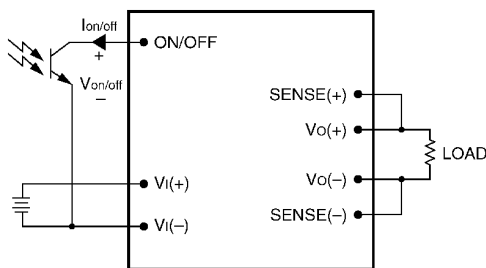 Ion/off
+
ON/OFF
Von/off
–
SENSE(+)
VO(+)
LOAD
VO(–)
SENSE(–)
VI(+)
VI(–)